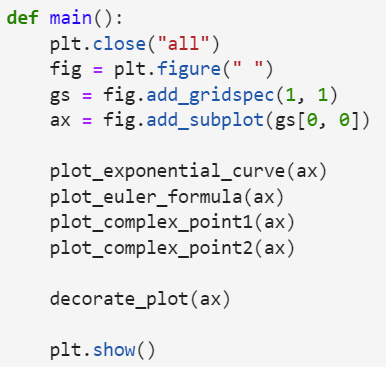 def main():
    plt.close("all")
    fig = plt.figure(" ")
    gs = fig.add_gridspec(1, 1)
    ax = fig.add_subplot(gs[0, 0])
    plot_exponential_curve(ax)
    plot_euler_formula(ax)
    plot_complex_point1(ax)
    plot_complex_point2(ax)
    decorate_plot(ax)
    plt.show()